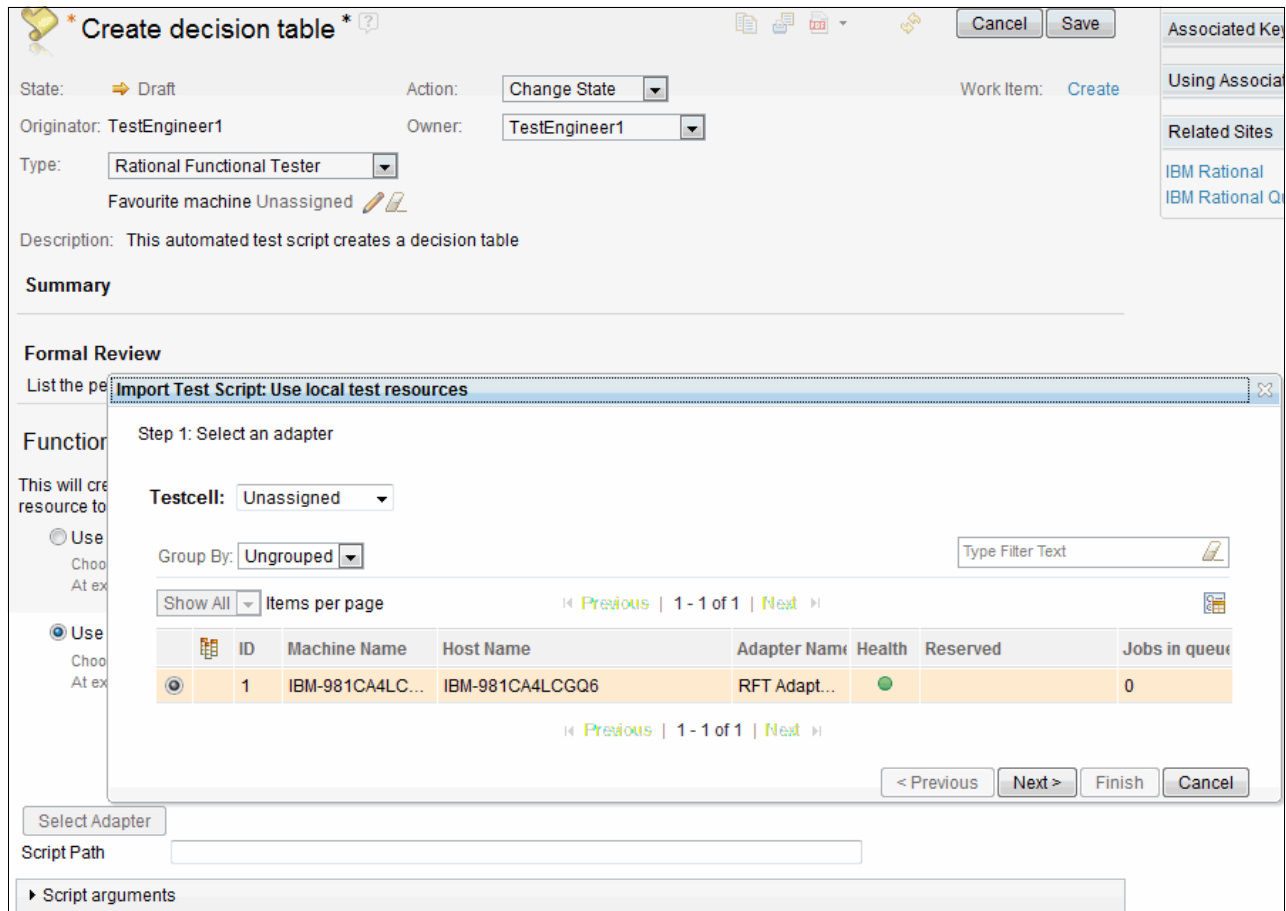 * Create decision table * ?
Cancel Save
Associated Key
State: Draft Action: Change State Work Item: Create
Using Associat
Originator: TestEngineer1 Owner: TestEngineer1
Related Sites
Type: Rational Functional Tester
IBM Rational
Favourite machine Unassigned
IBM Rational Qu
Description: This automated test script creates a decision table
Summary
Formal Review
List the pe
Import Test Script: Use local test resources
Step 1: Select an adapter
Function
This will cre
resource to
Testcell: Unassigned
Use
Choo
At ex
Group By: Ungrouped
Type Filter Text
Show All Items per page Previous | 1 - 1 of 1 | Next
Use
Choo
At ex
ID Machine Name Host Name Adapter Name Health Reserved Jobs in queue
1 IBM-981CA4LC... IBM-981CA4LCGQ6 RFT Adapt... 0
Previous | 1 - 1 of 1 | Next
< Previous Next > Finish Cancel
Select Adapter
Script Path
Script arguments